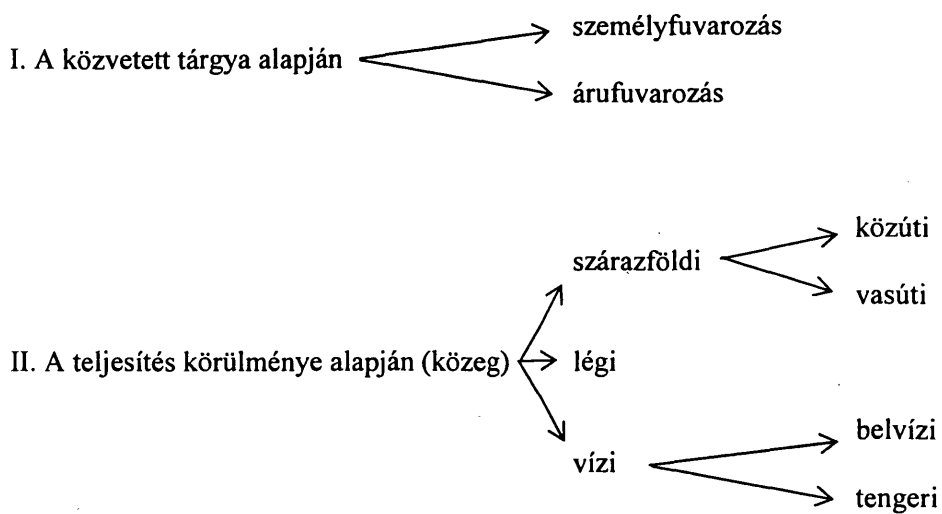 I. A közvetett tárgya alapján
személyfuvarozás
árufuvarozás
II. A teljesítés körülménye alapján (közeg)
szárazföldi
közúti
vasúti
légi
vízi
belvízi
tengeri